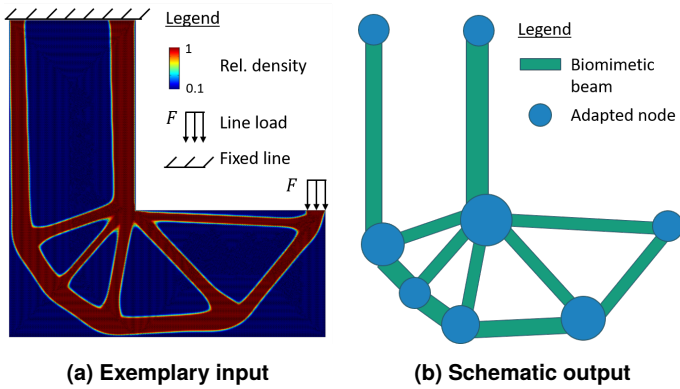 Legend
1
0.1
Rel. density
F
Line load
Fixed line
F
(a) Exemplary input
Legend
Biomimetic
beam
Adapted node
(b) Schematic output